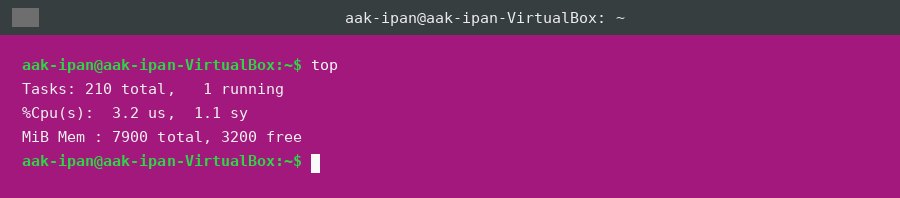 aak-ipan@aak-ipan-VirtualBox: ~
aak-ipan@aak-ipan-VirtualBox:~$ top
Tasks: 210 total,   1 running
%Cpu(s):  3.2 us,  1.1 sy
MiB Mem : 7900 total, 3200 free
aak-ipan@aak-ipan-VirtualBox:~$